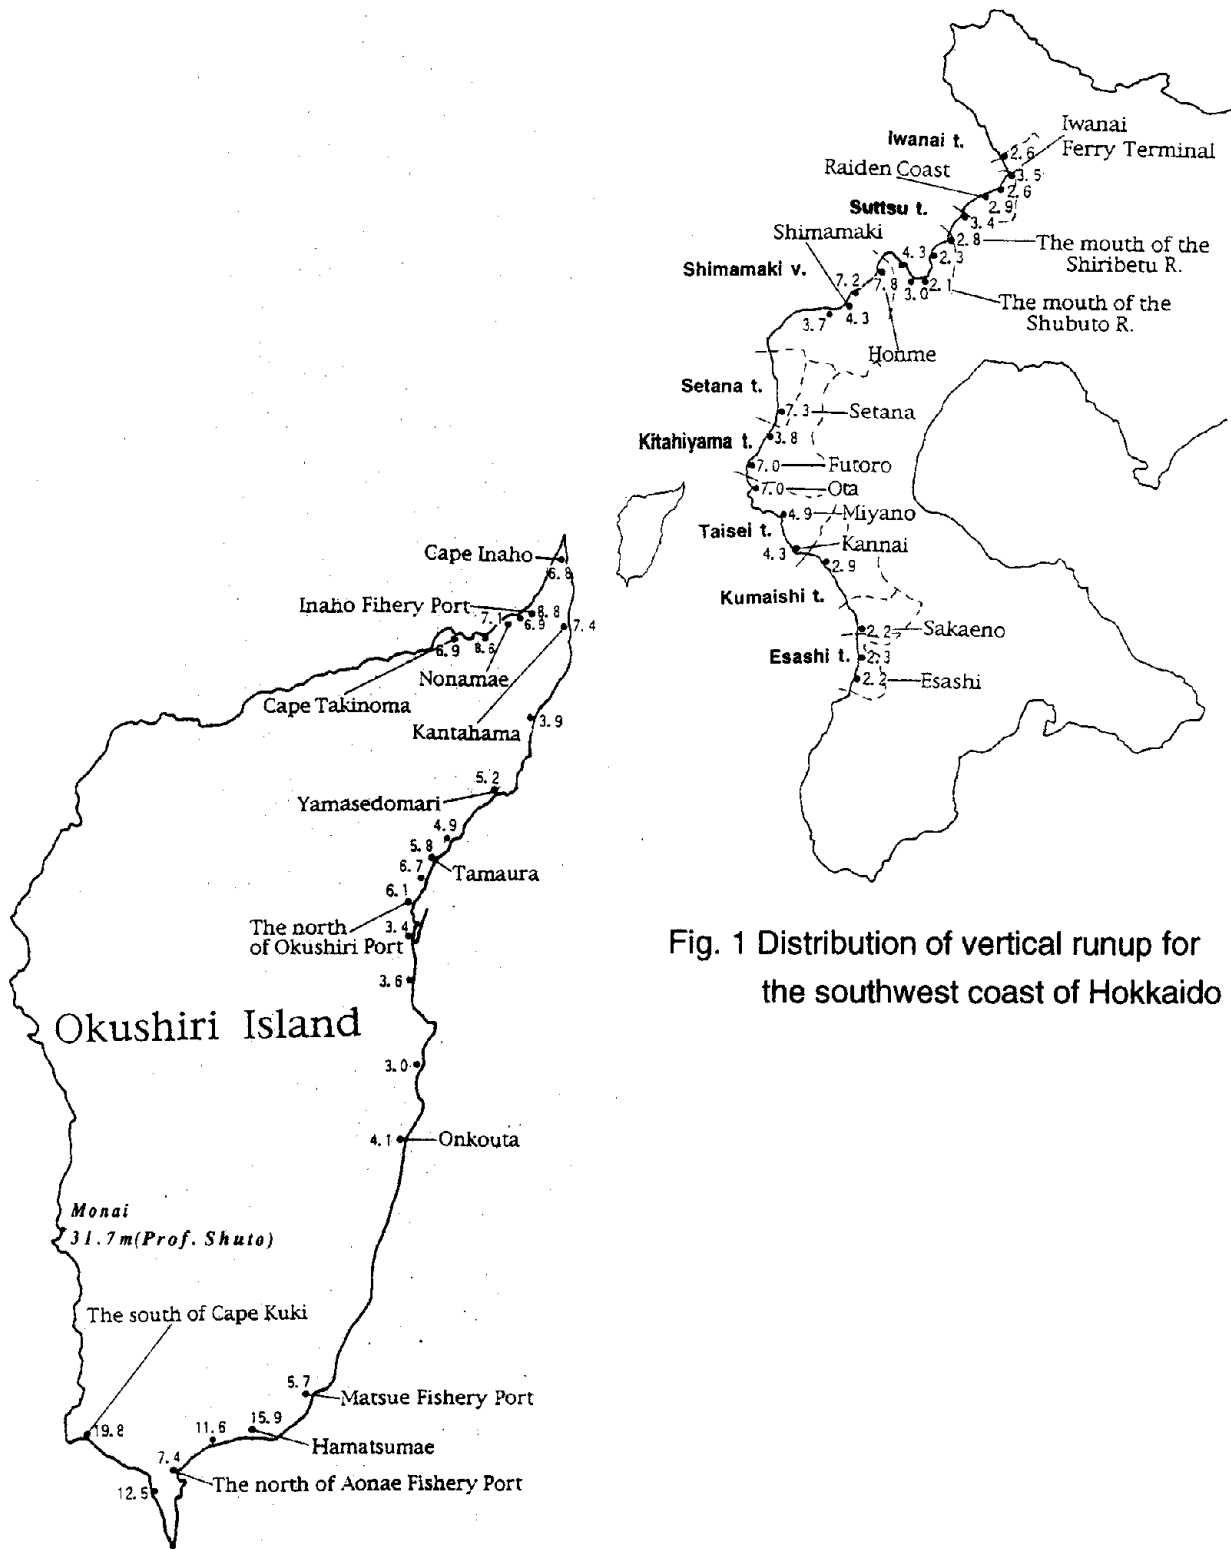 Iwanai t.
2.6
Iwanai
Ferry Terminal
Raiden Coast
3.5
2.6
2.9
Suttsu t.
3.4
Shimamaki
2.8
The mouth of the
Shiribetu R.
4.3
2.3
Shimamaki v.
7.2
7.8
3.0
2.1
The mouth of the
Shubuto R.
3.7
4.3
Honme
Setana t.
7.3
Setana
Kitahiyama t.
3.8
7.0
Futoro
7.0
Ota
4.9
Miyano
Taisei t.
4.3
Kannai
2.9
Kumaishi t.
2.2
Sakaeno
Esashi t.
2.3
2.2
Esashi
Fig. 1 Distribution of vertical runup for
the southwest coast of Hokkaido
Cape Inaho
6.8
Inaho Fihery Port
8.8
7.1
6.9
7.4
6.9
8.6
Nonamae
Cape Takinoma
Kantahama
3.9
5.2
Yamasedomari
4.9
5.8
Tamaura
6.7
6.1
The north
of Okushiri Port
3.4
3.6
Okushiri Island
3.0
4.1
Onkouta
Monai
31.7m(Prof. Shuto)
The south of Cape Kuki
5.7
Matsue Fishery Port
19.8
11.6
15.9
Hamatsumae
7.4
The north of Aonae Fishery Port
12.5